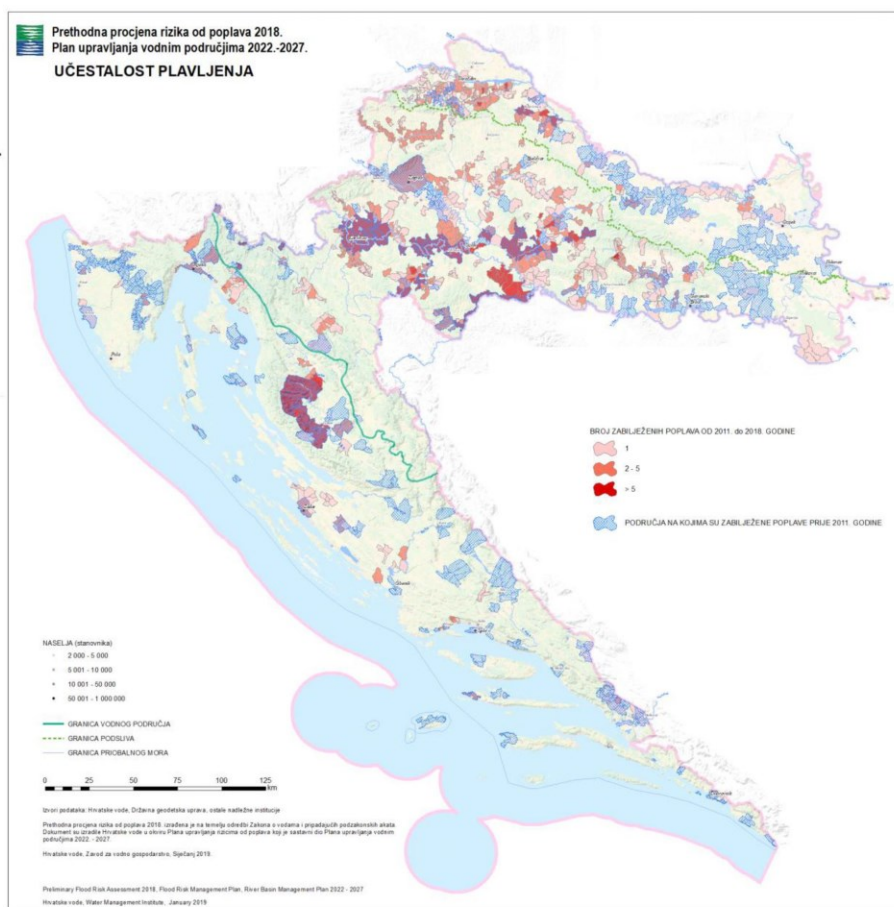 Prethodna procjena rizika od poplava 2018.
Plan upravljanja vodnim područjima 2022.-2027.
UČESTALOST PLAVLJENJA
BROJ ZABILJEŽENIH POPLAVA OD 2011. do 2018. GODINE
1
2 - 5
> 5
PODRUČJA NA KOJIMA SU ZABILJEŽENE POPLAVE PRIJE 2011. GODINE
NASELJA (stanovnika)
2 000 - 5 000
5 001 - 10 000
10 001 - 50 000
50 001 - 1 000 000
GRANICA VODNOG PODRUČJA
GRANICA PODSLIVA
GRANICA PRIOBALNOG MORA
0 25 50 75 100 125
km
Izvori podataka: Hrvatske vode, Državna geodetska uprava, ostale nadležne institucije
Prethodna procjena rizika od poplava 2018. izrađena je na temelju odredbi Zakona o vodama i pripadajućih podzakonskih akata.
Dokument su izradile Hrvatske vode u okviru Plana upravljanja rizicima od poplava koji je sastavni dio Plana upravljanja vodnim
područjima 2022. - 2027.
Hrvatske vode, Zavod za vodno gospodarstvo, Siječanj 2019.
Preliminary Flood Risk Assessment 2018, Flood Risk Management Plan, River Basin Management Plan 2022 - 2027
Hrvatske vode, Water Management Institute, January 2019